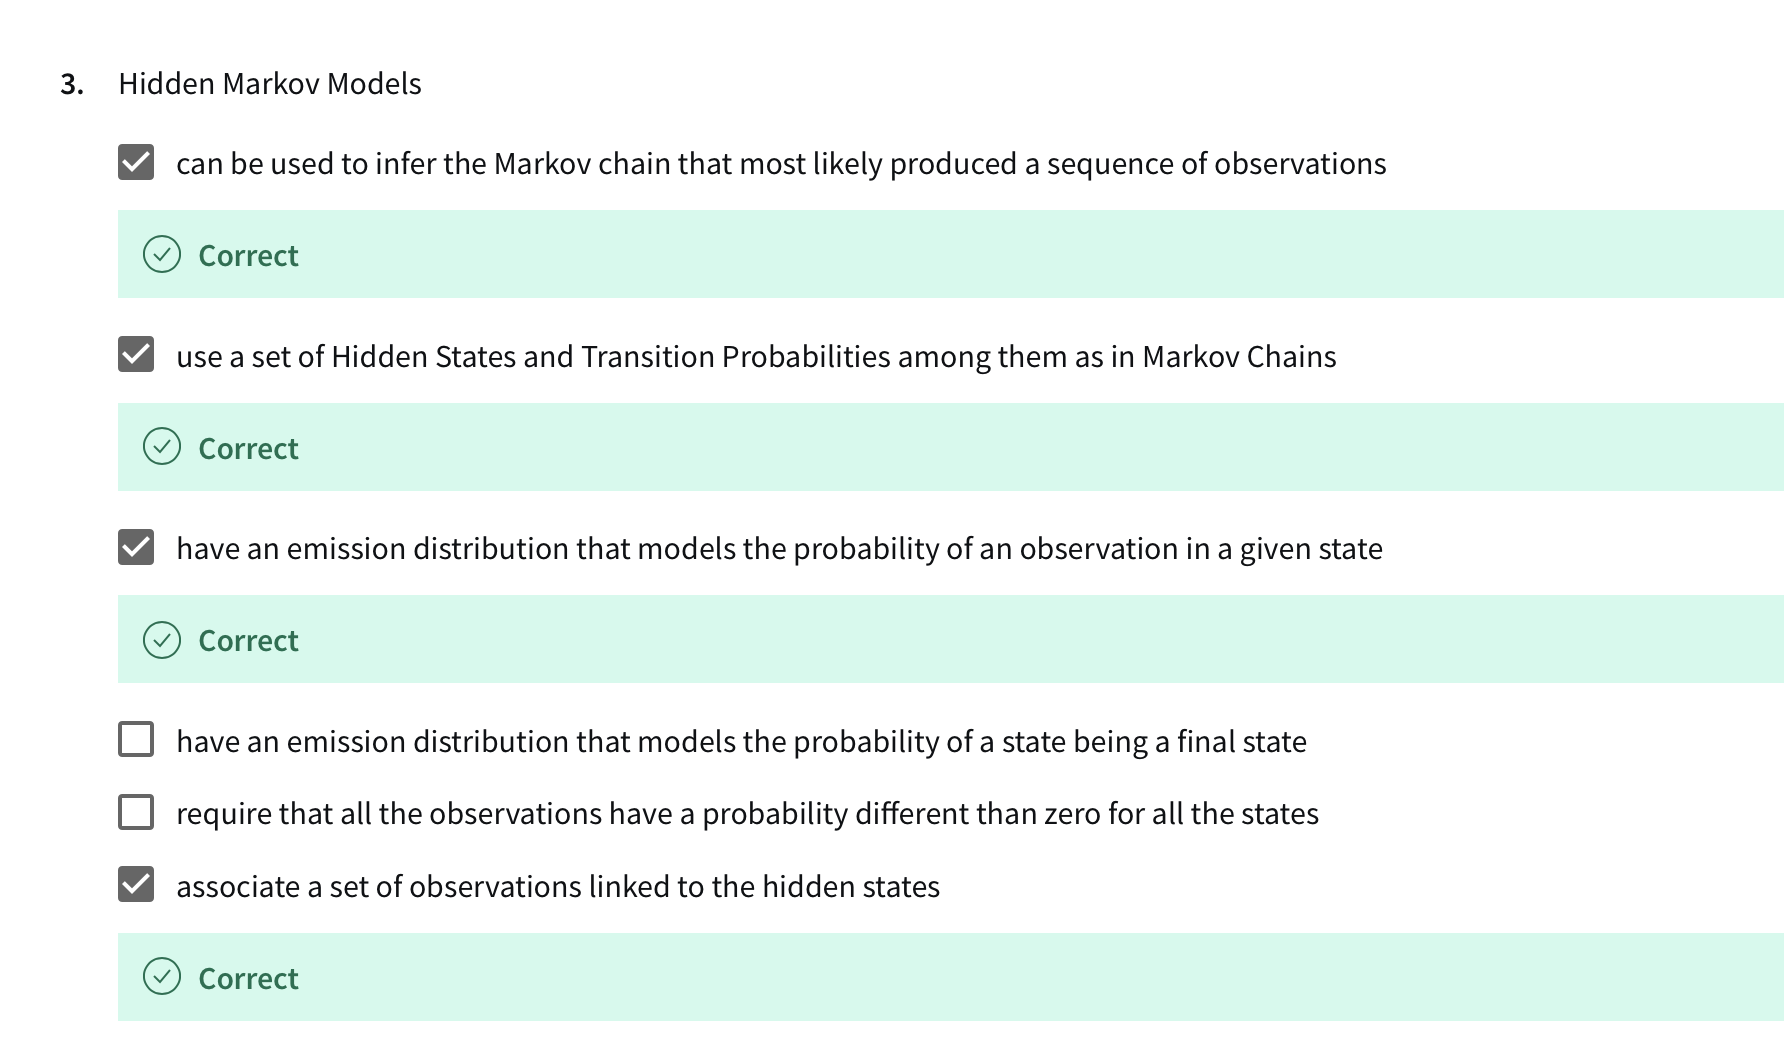 3. Hidden Markov Models
can be used to infer the Markov chain that most likely produced a sequence of observations
Correct
use a set of Hidden States and Transition Probabilities among them as in Markov Chains
Correct
have an emission distribution that models the probability of an observation in a given state
Correct
have an emission distribution that models the probability of a state being a final state
require that all the observations have a probability different than zero for all the states
associate a set of observations linked to the hidden states
Correct